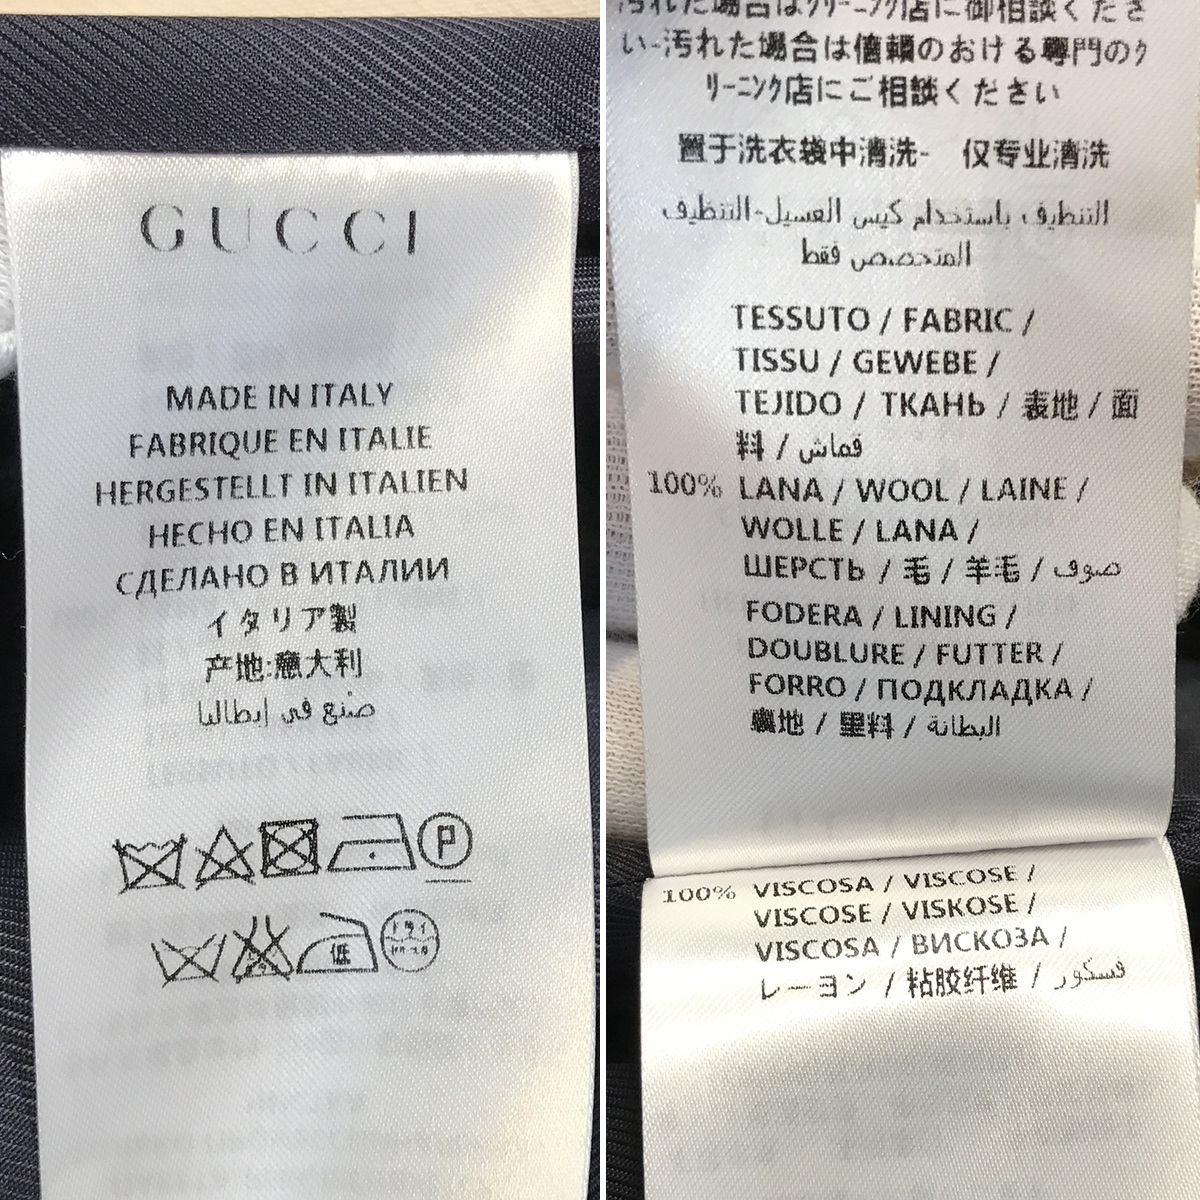 GUCCI
MADE IN ITALY
FABRIQUE EN ITALIE
HERGESTELLT IN ITALIEN
HECHO EN ITALIA
СДЕЛАНО В ИТАЛИИ
イタリア製
产地:意大利
صنع في إيطاليا
P
低
ドライ
い-汚れた場合は信頼のおける専門のク
リーニング店にご相談ください
置于洗衣袋中清洗- 仅专业清洗
التنظيف باستخدام كيس الغسيل-التنظيف
المتخصص فقط
TESSUTO / FABRIC /
TISSU / GEWEBE /
TEJIDO / ТКАНЬ / 表地 / 面
料 / قماش
100% LANA / WOOL / LAINE /
WOLLE / LANA /
ШЕРСТЬ / 毛 / 羊毛 / صوف
FODERA / LINING /
DOUBLURE / FUTTER /
FORRO / ПОДКЛАДКА /
裏地 / 里料 / البطانة
100% VISCOSA / VISCOSE /
VISCOSE / VISKOSE /
VISCOSA / ВИСКОЗА /
レーヨン / 粘胶纤维 / فسكور